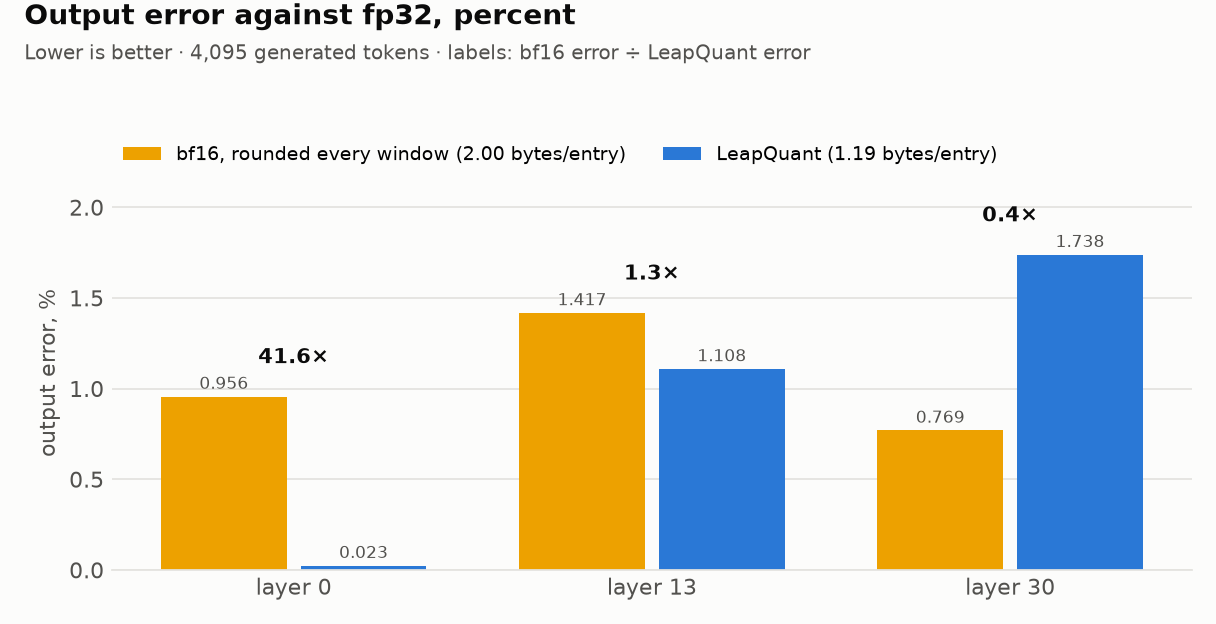 Output error against fp32, percent
Lower is better · 4,095 generated tokens · labels: bf16 error ÷ LeapQuant error
bf16, rounded every window (2.00 bytes/entry)
LeapQuant (1.19 bytes/entry)
output error, %
2.0
1.5
1.0
0.5
0.0
41.6×
0.956
0.023
1.3×
1.417
1.108
0.4×
0.769
1.738
layer 0
layer 13
layer 30